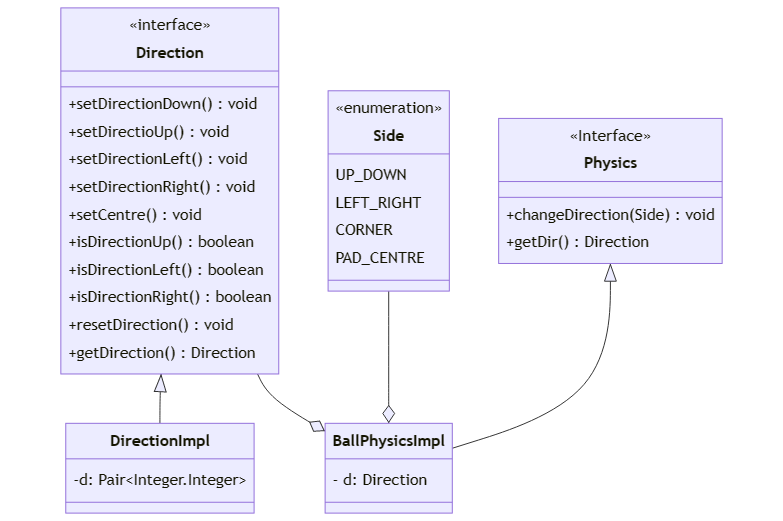 «interface»
Direction
+setDirectionDown() : void
+setDirectioUp() : void
+setDirectionLeft() : void
+setDirectionRight() : void
+setCentre() : void
+isDirectionUp() : boolean
+isDirectionLeft() : boolean
+isDirectionRight() : boolean
+resetDirection() : void
+getDirection() : Direction
«enumeration»
Side
UP_DOWN
LEFT_RIGHT
CORNER
PAD_CENTRE
«Interface»
Physics
+changeDirection(Side) : void
+getDir() : Direction
DirectionImpl
-d: Pair<Integer.Integer>
BallPhysicsImpl
- d: Direction